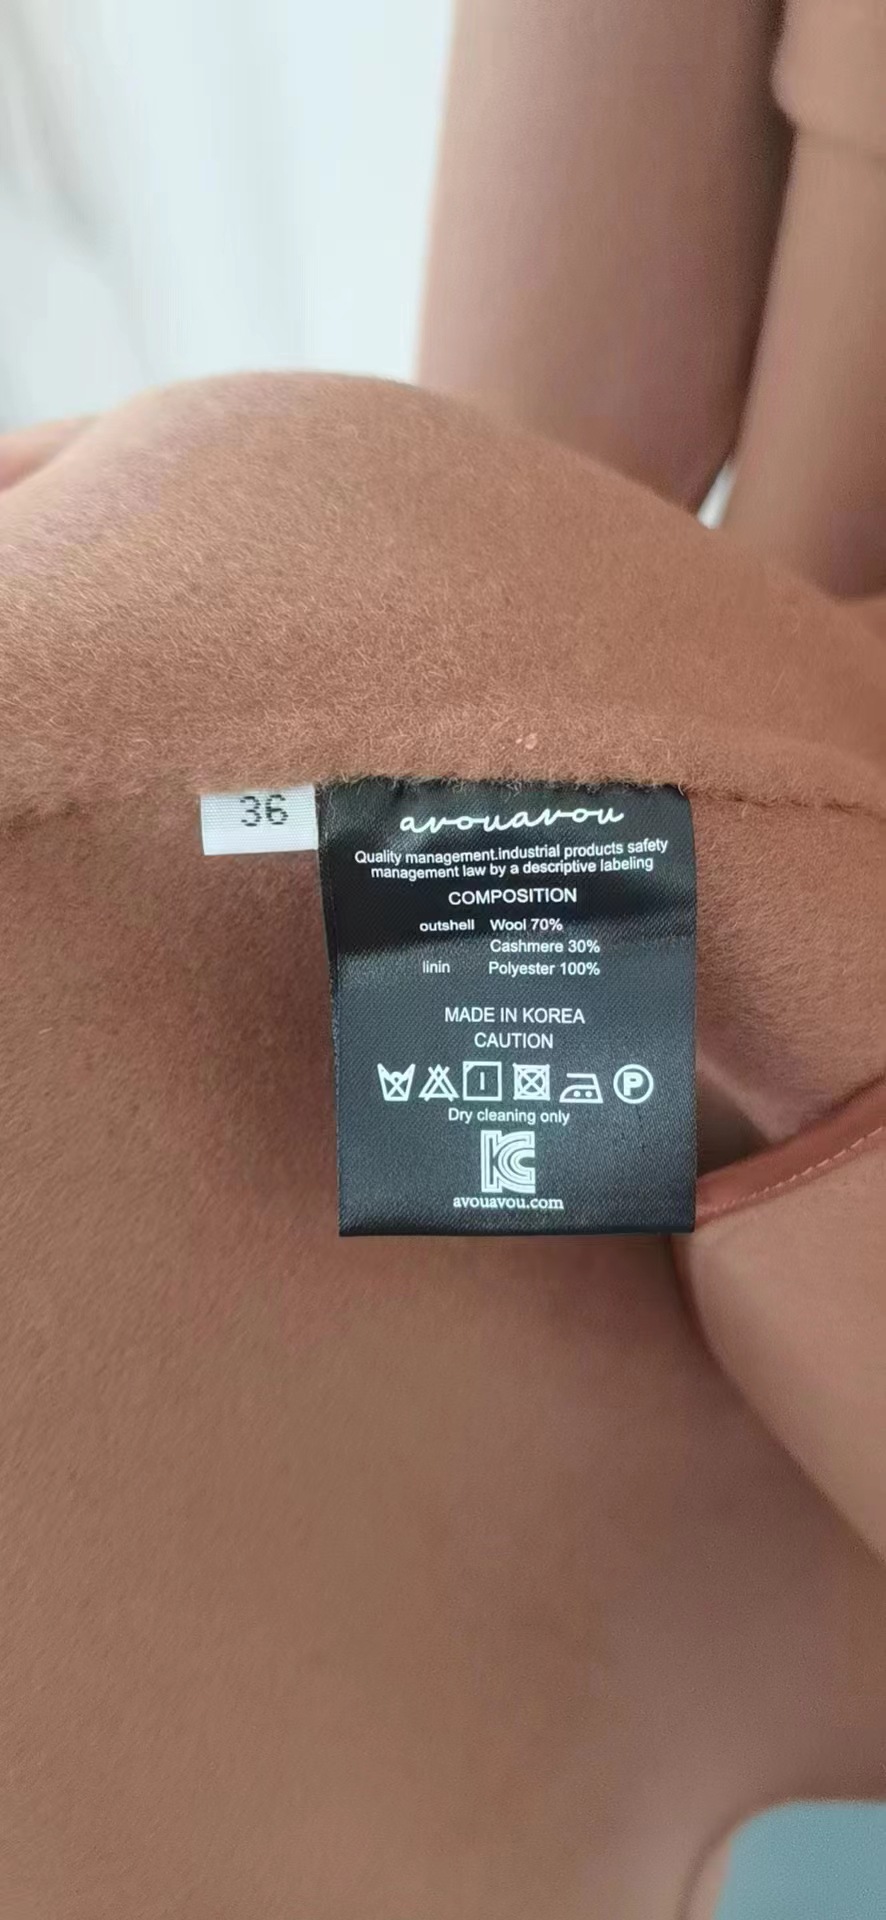 36
avouavou
Quality management.industrial products safety
management law by a descriptive labeling
COMPOSITION
outshell Wool 70%
Cashmere 30%
linin Polyester 100%
MADE IN KOREA
CAUTION
P
Dry cleaning only
KC
avouavou.com